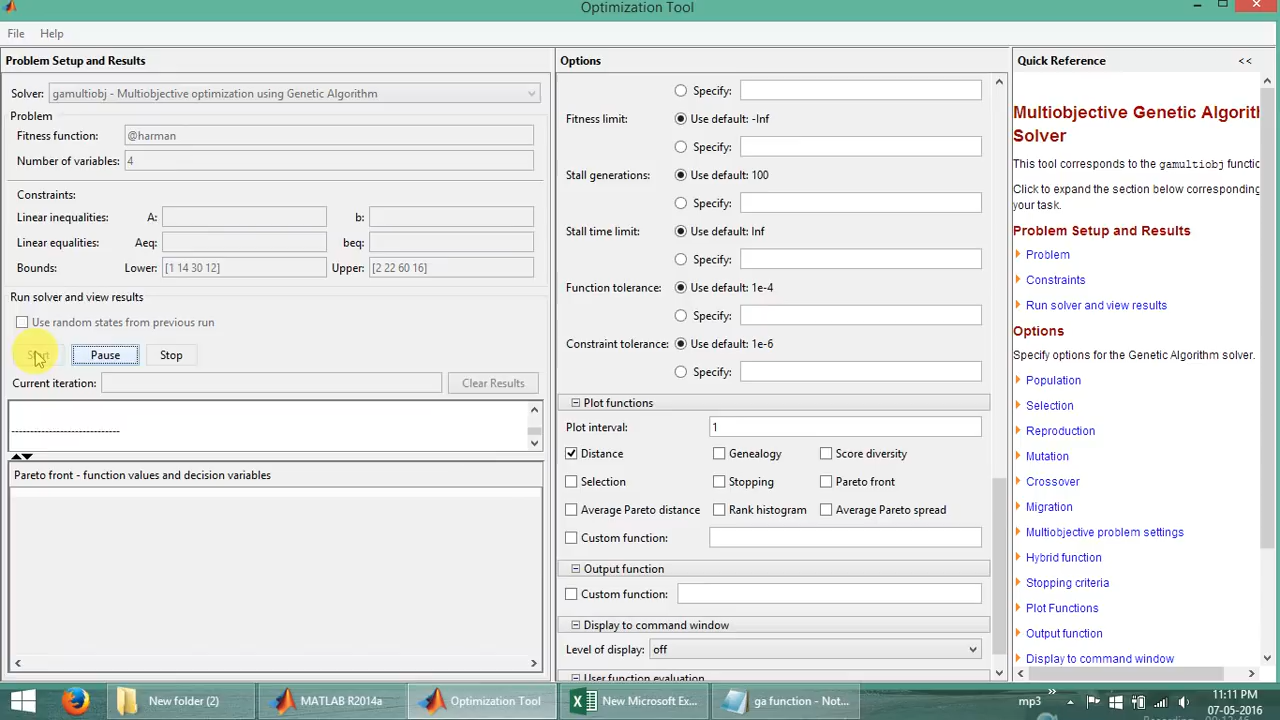 Optimization Tool
File Help
Problem Setup and Results
Solver: gamultiobj - Multiobjective optimization using Genetic Algorithm
Problem
Fitness function: @harman
Number of variables: 4
Constraints:
Linear inequalities: A: b:
Linear equalities: Aeq: beq:
Bounds: Lower: [1 14 30 12] Upper: [2 22 60 16]
Run solver and view results
Use random states from previous run
Start Pause Stop
Current iteration: Clear Results
-----------------------------
Pareto front - function values and decision variables
Options
Specify:
Fitness limit: Use default: -Inf
Specify:
Stall generations: Use default: 100
Specify:
Stall time limit: Use default: Inf
Specify:
Function tolerance: Use default: 1e-4
Specify:
Constraint tolerance: Use default: 1e-6
Specify:
Plot functions
Plot interval: 1
Distance Genealogy Score diversity
Selection Stopping Pareto front
Average Pareto distance Rank histogram Average Pareto spread
Custom function:
Output function
Custom function:
Display to command window
Level of display: off
User function evaluation
Quick Reference <<
Multiobjective Genetic Algorit
Solver
This tool corresponds to the gamultiobj functio
Click to expand the section below corresponding
your task.
Problem Setup and Results
Problem
Constraints
Run solver and view results
Options
Specify options for the Genetic Algorithm solver.
Population
Selection
Reproduction
Mutation
Crossover
Migration
Multiobjective problem settings
Hybrid function
Stopping criteria
Plot Functions
Output function
Display to command window
New folder (2) MATLAB R2014a Optimization Tool New Microsoft Ex... ga function - Not... mp3 »
11:11 PM
07-05-2016